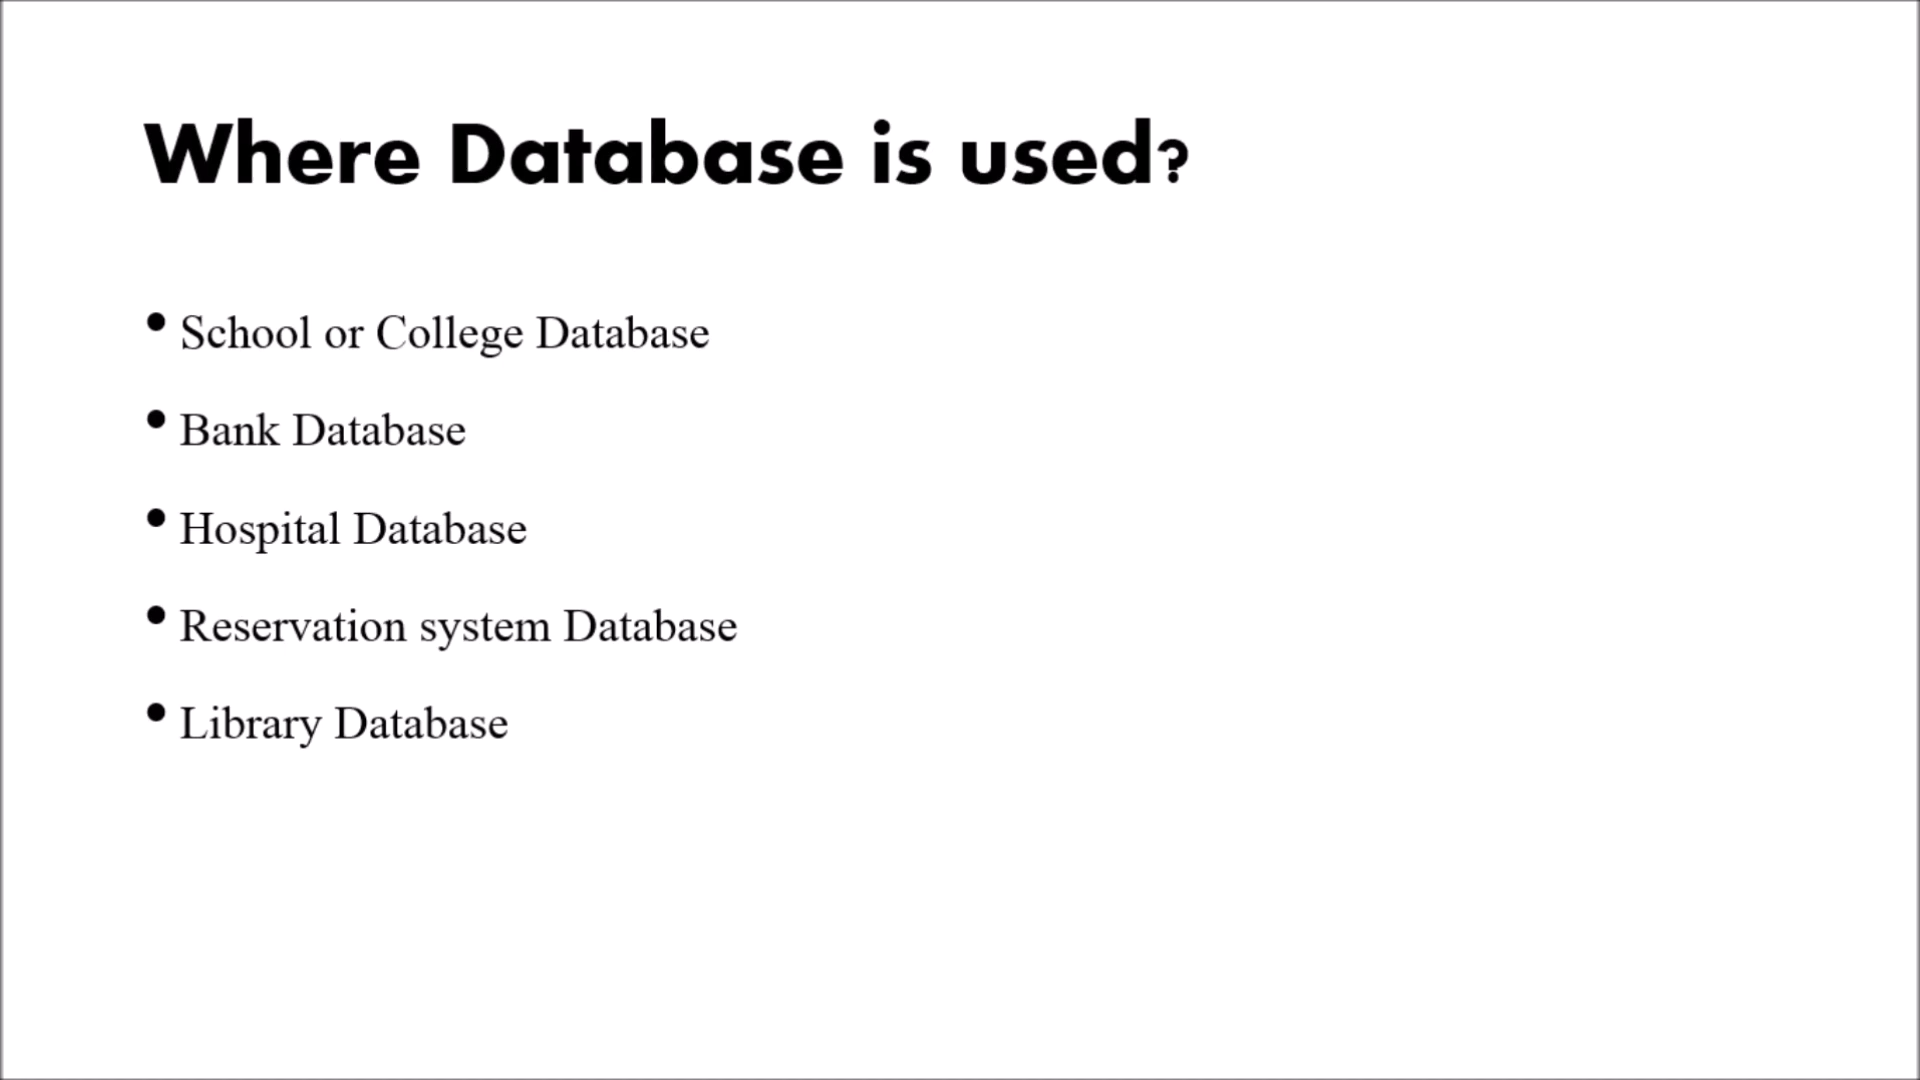 Where Database is used?
• School or College Database
• Bank Database
• Hospital Database
• Reservation system Database
• Library Database